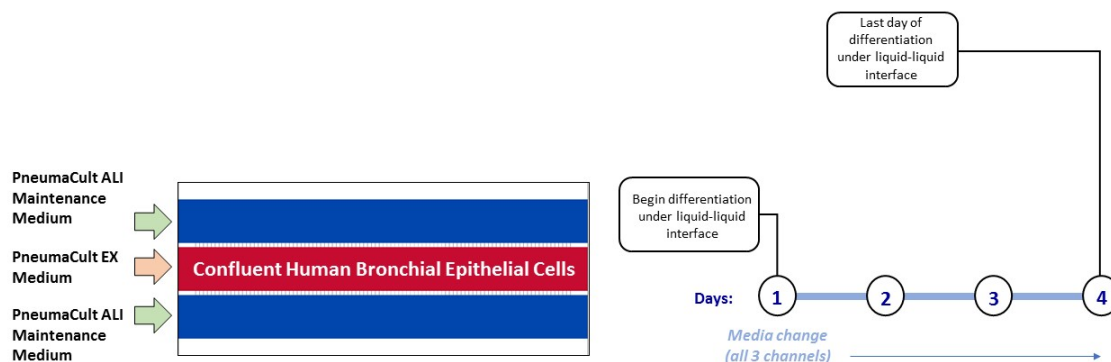 PneumaCult ALI
Maintenance
Medium
PneumaCult EX
Medium
PneumaCult ALI
Maintenance
Medium
Confluent Human Bronchial Epithelial Cells
Last day of
differentiation
under liquid-liquid
interface
Begin differentiation
under liquid-liquid
interface
Days:
1
2
3
4
Media change
(all 3 channels)